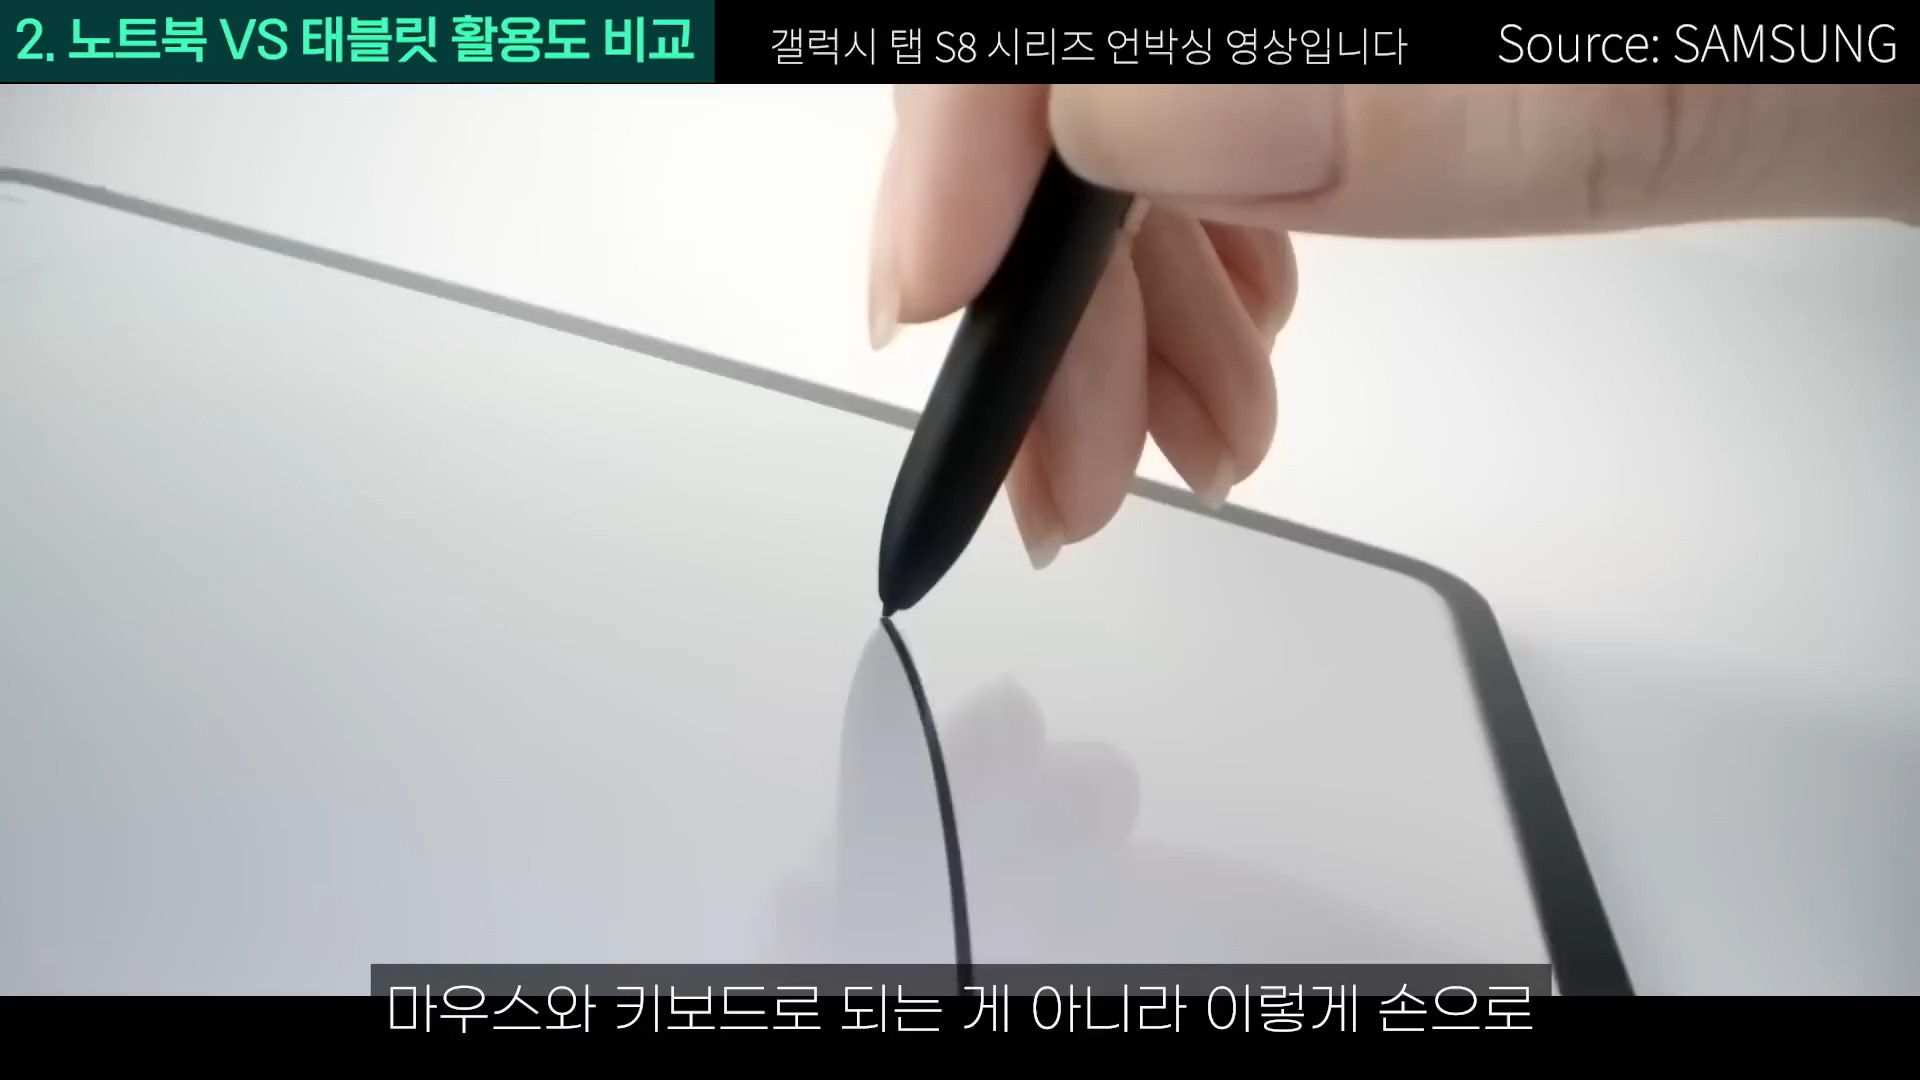 2. 노트북 VS 태블릿 활용도 비교
갤럭시 탭 S8 시리즈 언박싱 영상입니다
Source: SAMSUNG
마우스와 키보드로 되는 게 아니라 이렇게 손으로